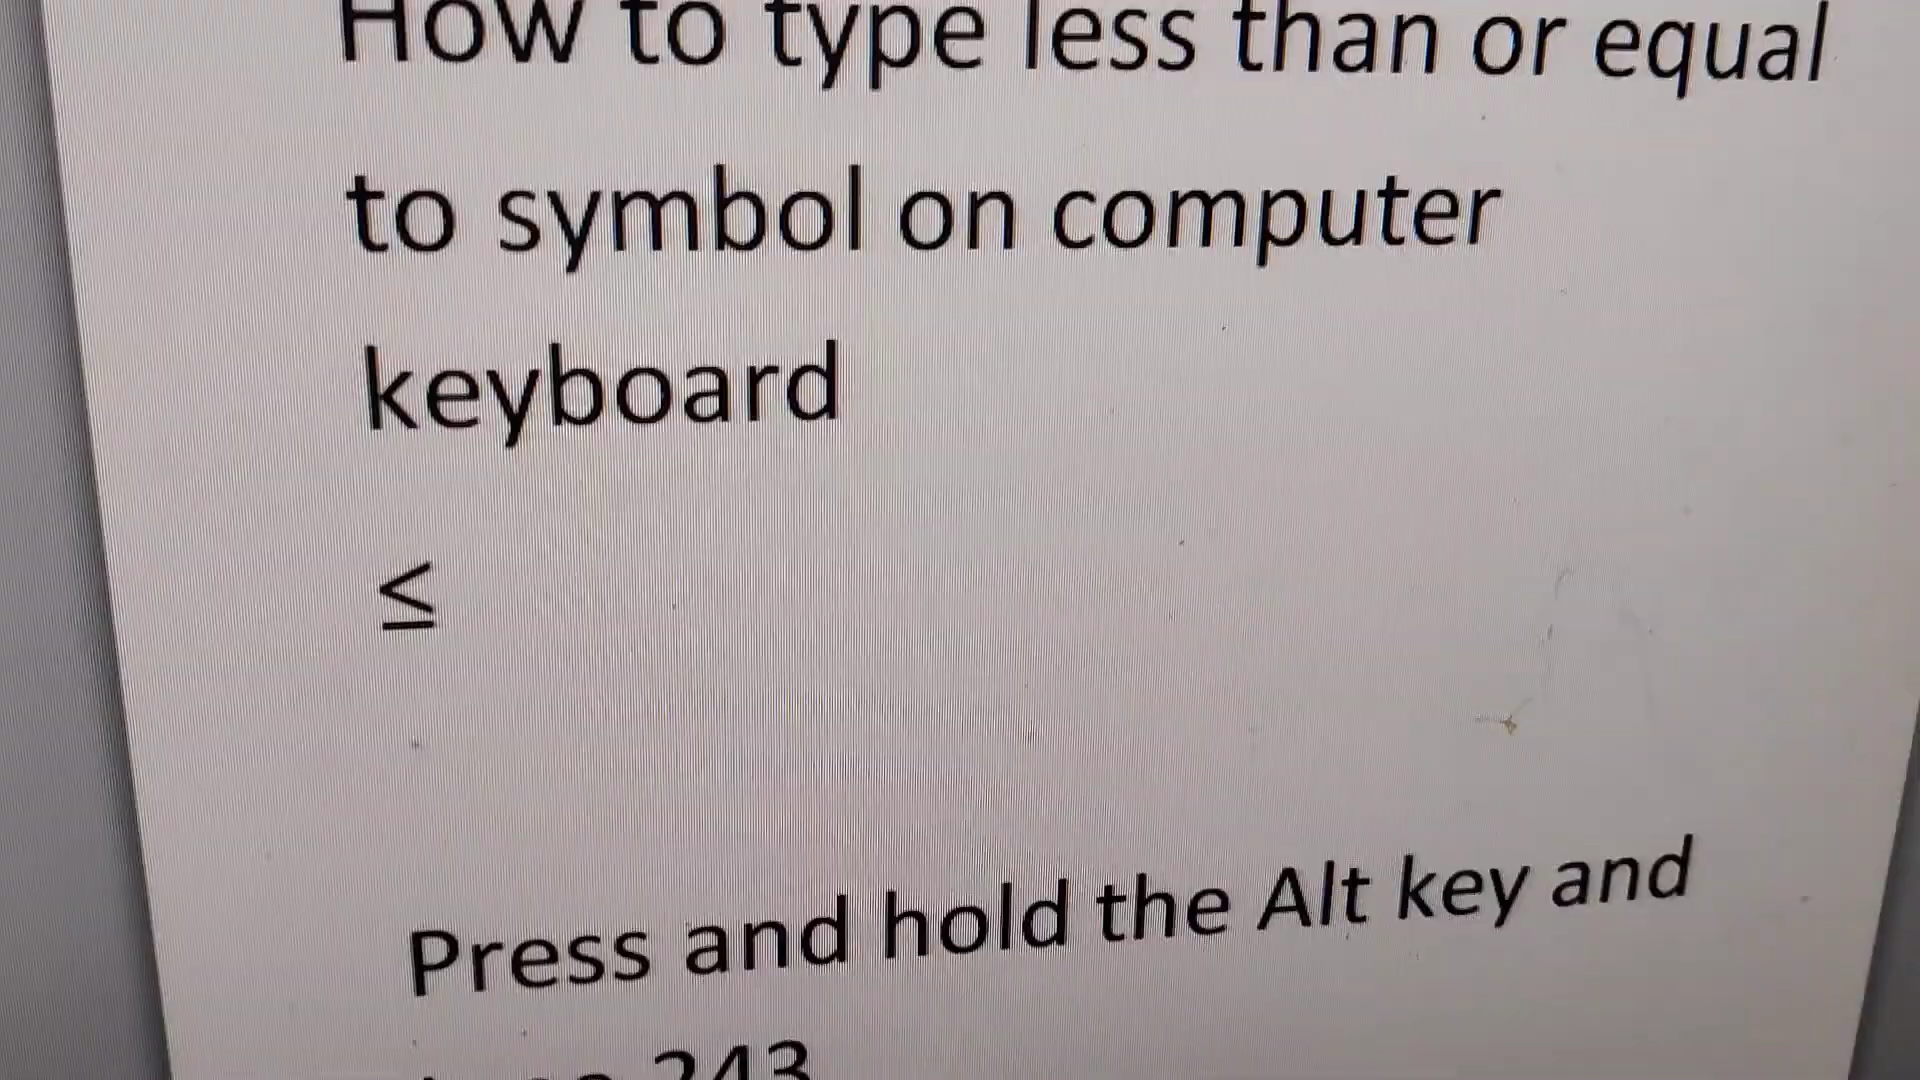 How to type less than or equal
to symbol on computer
keyboard
≤
Press and hold the Alt key and
243